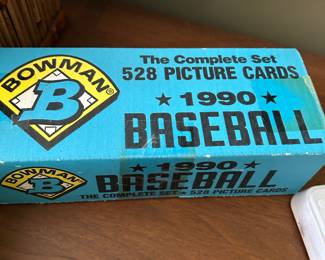 BOWMAN
B
The Complete Set
528 PICTURE CARDS
★ 1990 ★
BASEBALL
BOWMAN
B
★ 1990 ★
BASEBALL
THE COMPLETE SET - 528 PICTURE CARDS